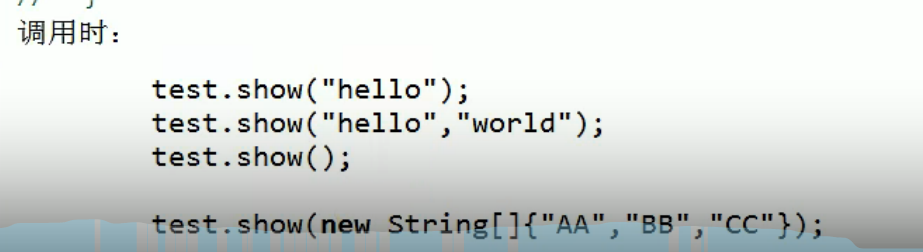 调用时：
test.show("hello");
test.show("hello","world");
test.show();
test.show(new String[]{"AA","BB","CC"});